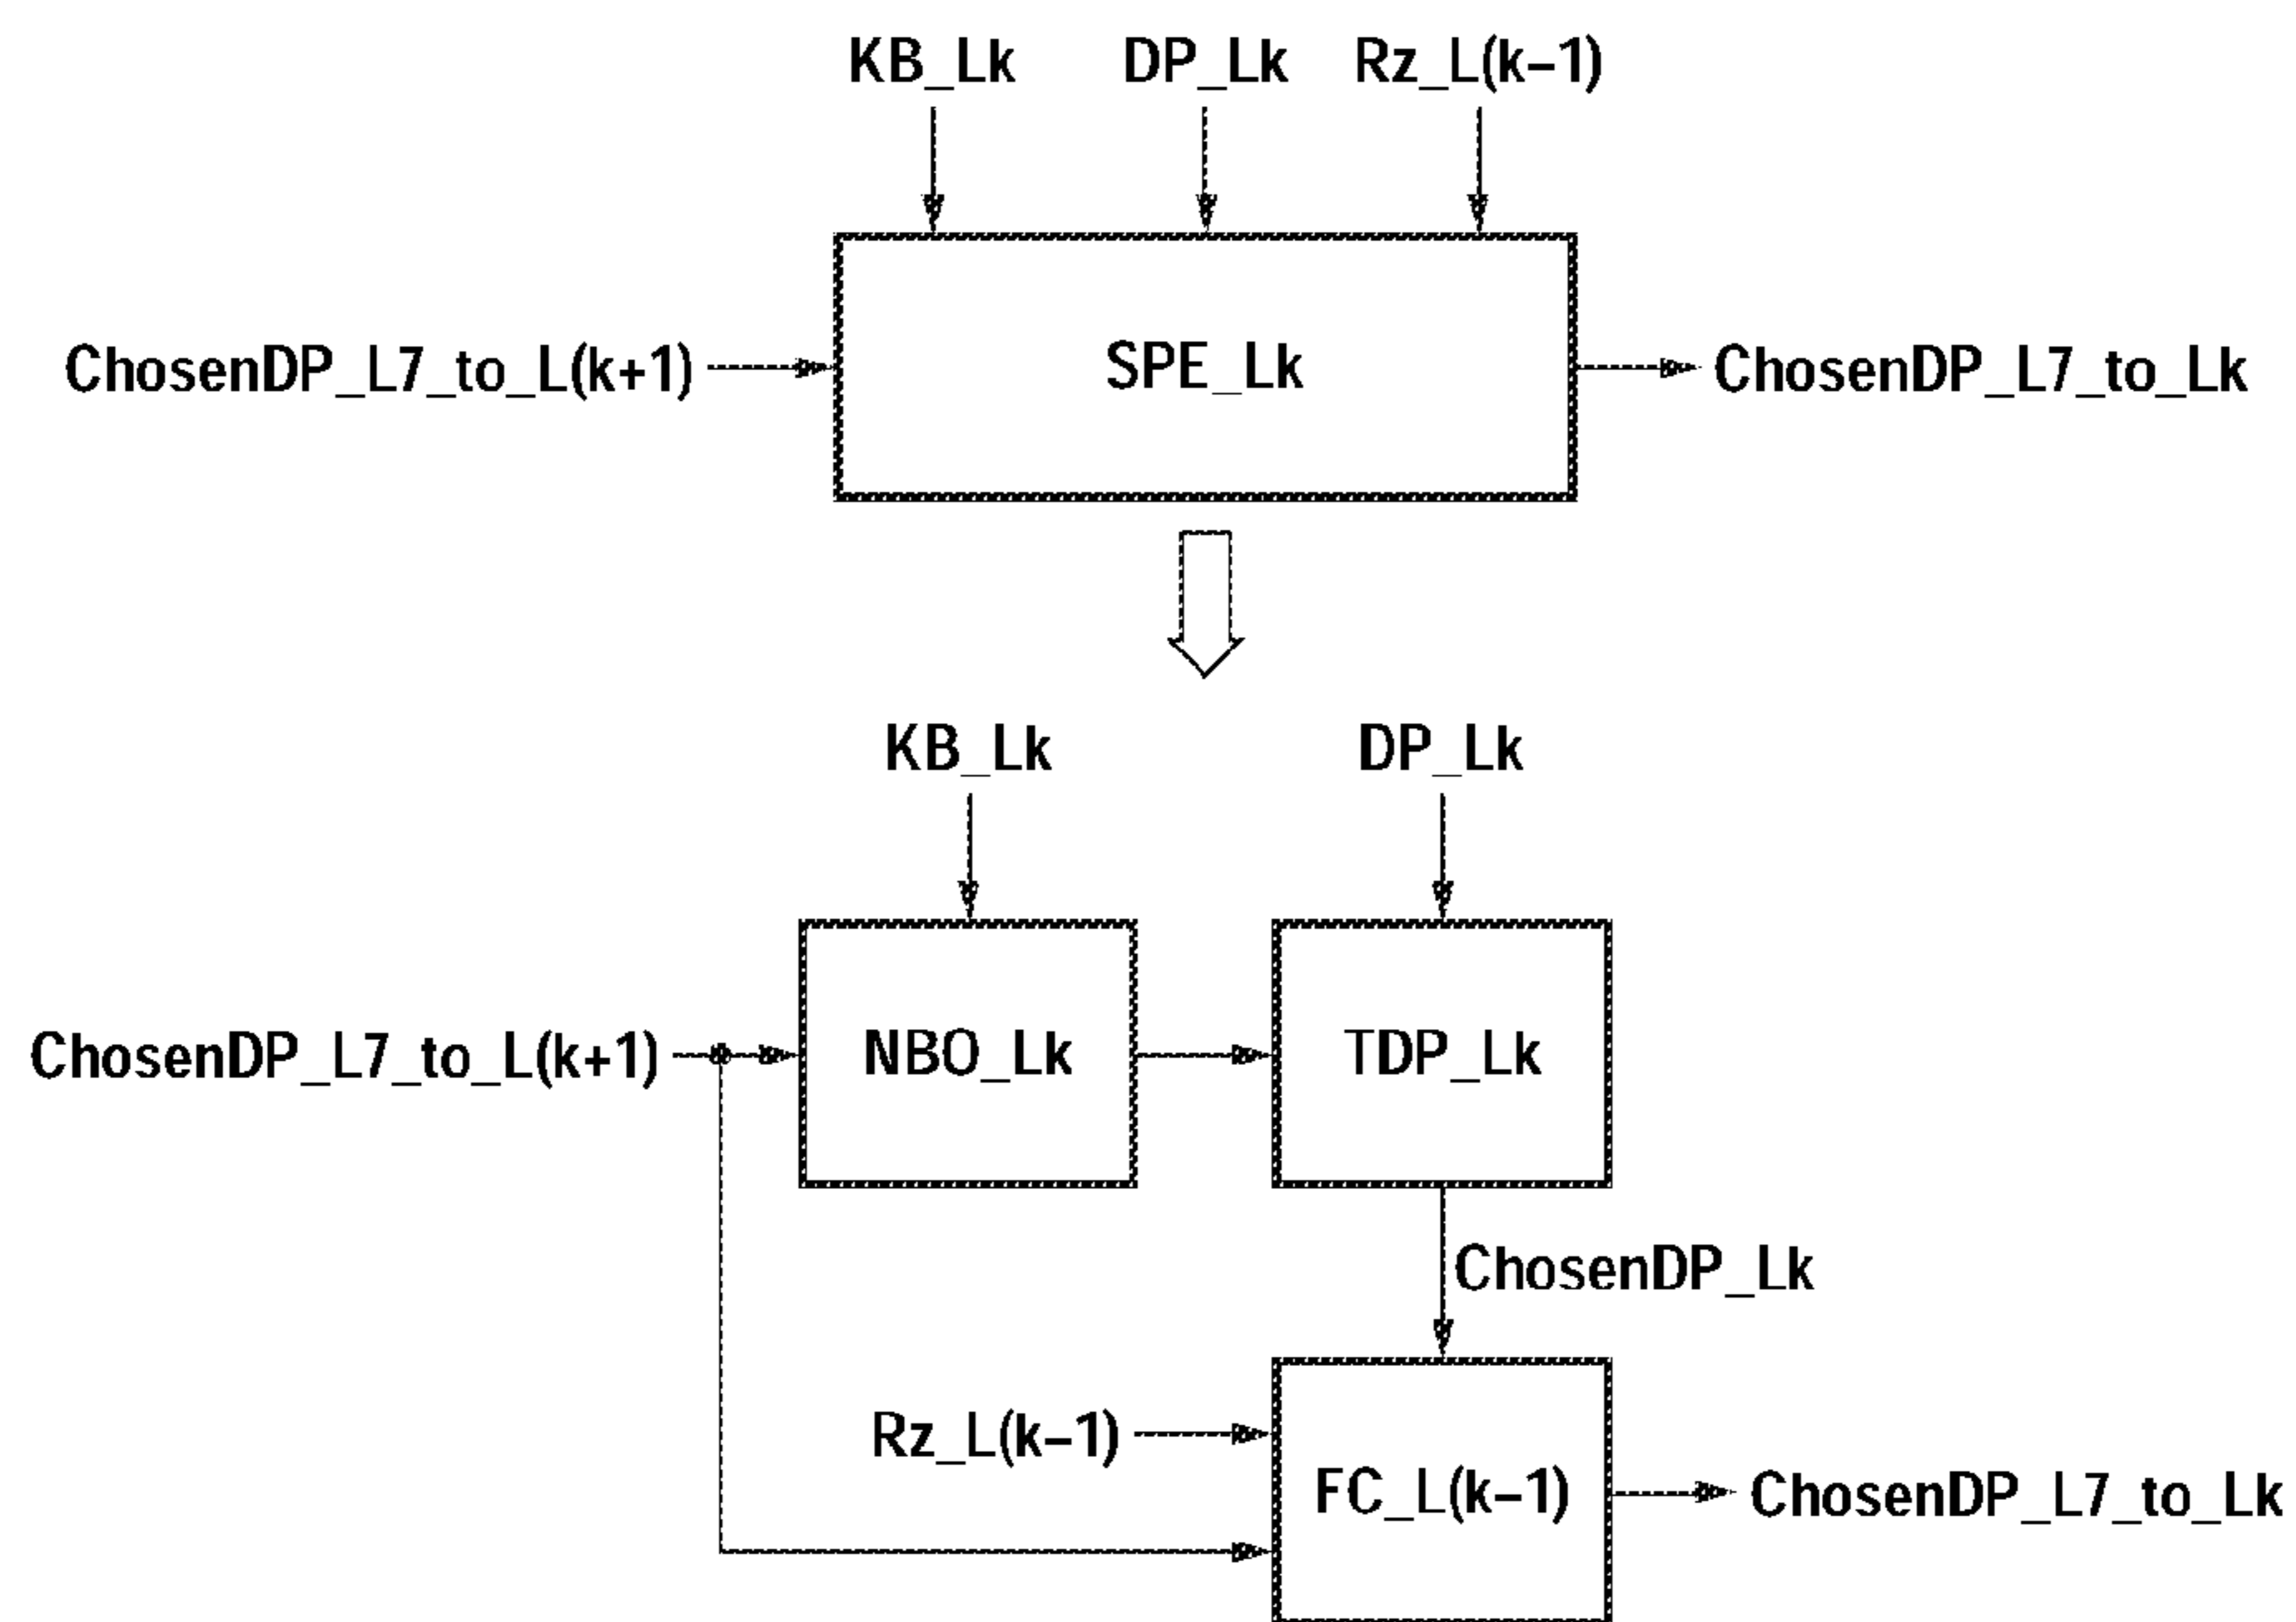 KB_Lk DP_Lk Rz_L(k−1)
ChosenDP_L7_to_L(k+1) SPE_Lk ChosenDP_L7_to_Lk
KB_Lk DP_Lk
ChosenDP_L7_to_L(k+1) NBO_Lk TDP_Lk
ChosenDP_Lk
Rz_L(k−1)
FC_L(k−1) ChosenDP_L7_to_Lk